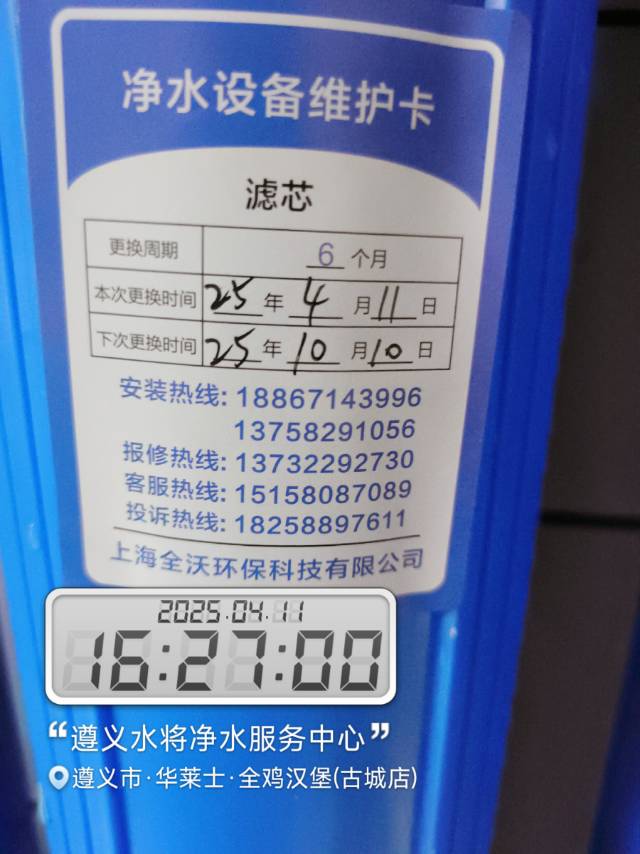 净水设备维护卡
滤芯
更换周期 6 个月
本次更换时间 25 年 4 月 11 日
下次更换时间 25 年 10 月 10 日
安装热线: 18867143996
13758291056
报修热线: 13732292730
客服热线: 15158087089
投诉热线: 18258897611
上海全沃环保科技有限公司
2025.04.11
16:27:00
“遵义水将净水服务中心”
遵义市·华莱士·全鸡汉堡(古城店)